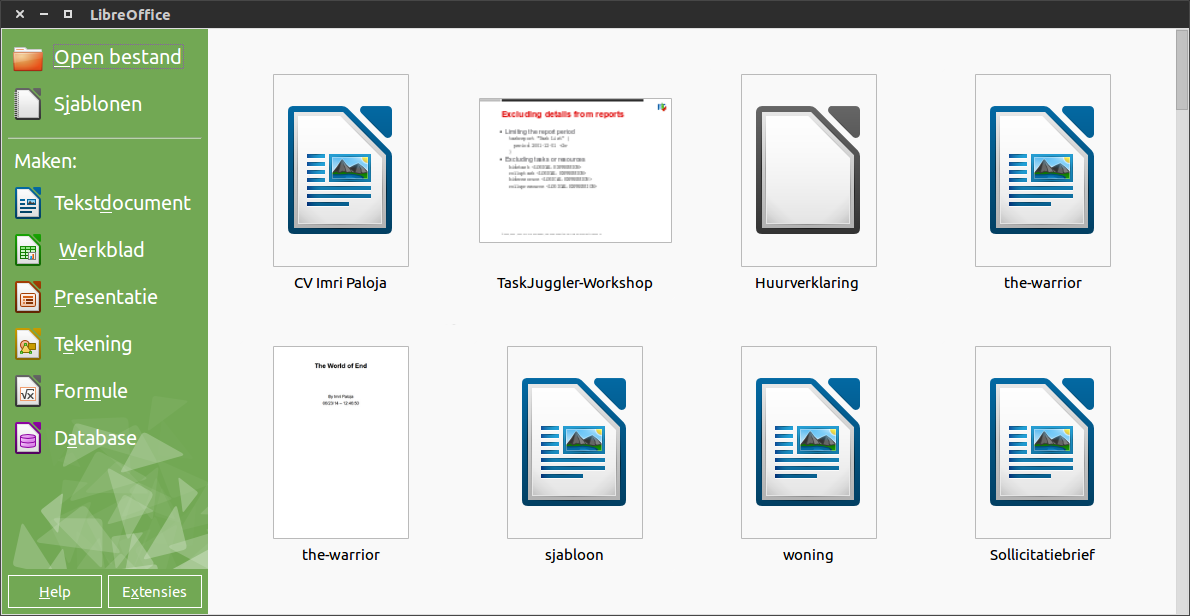 LibreOffice
Open bestand
Sjablonen
Maken:
Tekstdocument
Werkblad
Presentatie
Tekening
Formule
Database
Help
Extensies
Excluding details from reports
• Limiting the report period
• Excluding tasks or resources
CV Imri Paloja
TaskJuggler-Workshop
Huurverklaring
the-warrior
The World of End
By Imri Paloja
the-warrior
sjabloon
woning
Sollicitatiebrief